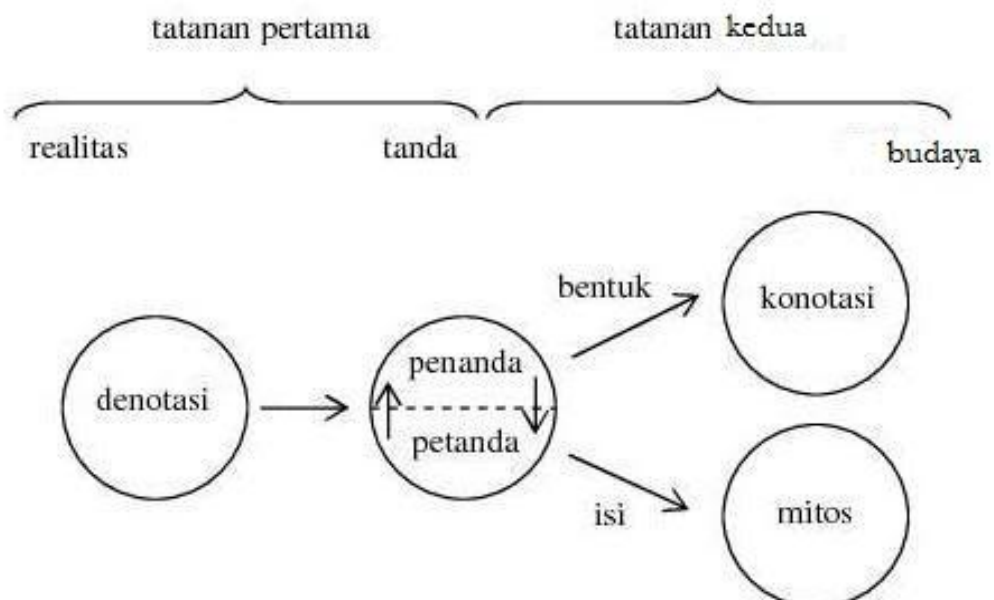 tatanan pertama
tatanan kedua
realitas
tanda
budaya
denotasi
penanda
petanda
bentuk
konotasi
isi
mitos